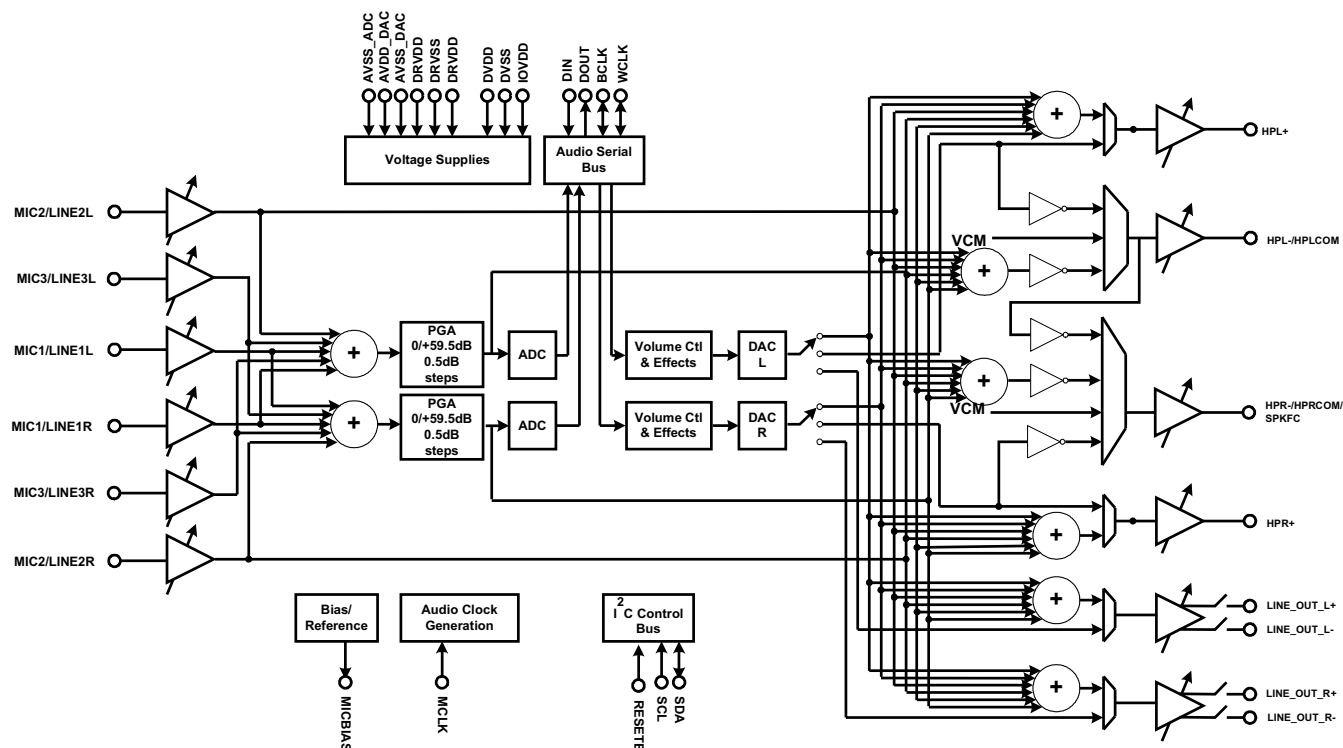 AVSS_ADC
AVDD_DAC
AVSS_DAC
DRVDD
DRVSS
DRVDD
DVDD
DVSS
IOVDD
DIN
DOUT
BCLK
WCLK
Voltage Supplies
Audio Serial
Bus
+
HPL+
MIC2/LINE2L
VCM
+
HPL-/HPLCOM
MIC3/LINE3L
MIC1/LINE1L
+
PGA
0/+59.5dB
0.5dB
steps
ADC
Volume Ctl
& Effects
DAC
L
+
VCM
HPR-/HPRCOM/
SPKFC
MIC1/LINE1R
+
PGA
0/+59.5dB
0.5dB
steps
ADC
Volume Ctl
& Effects
DAC
R
MIC3/LINE3R
+
HPR+
MIC2/LINE2R
Bias/
Reference
Audio Clock
Generation
2
I C Control
Bus
+
LINE_OUT_L+
LINE_OUT_L-
MICBIAS
MCLK
RESETB
SCL
SDA
+
LINE_OUT_R+
LINE_OUT_R-